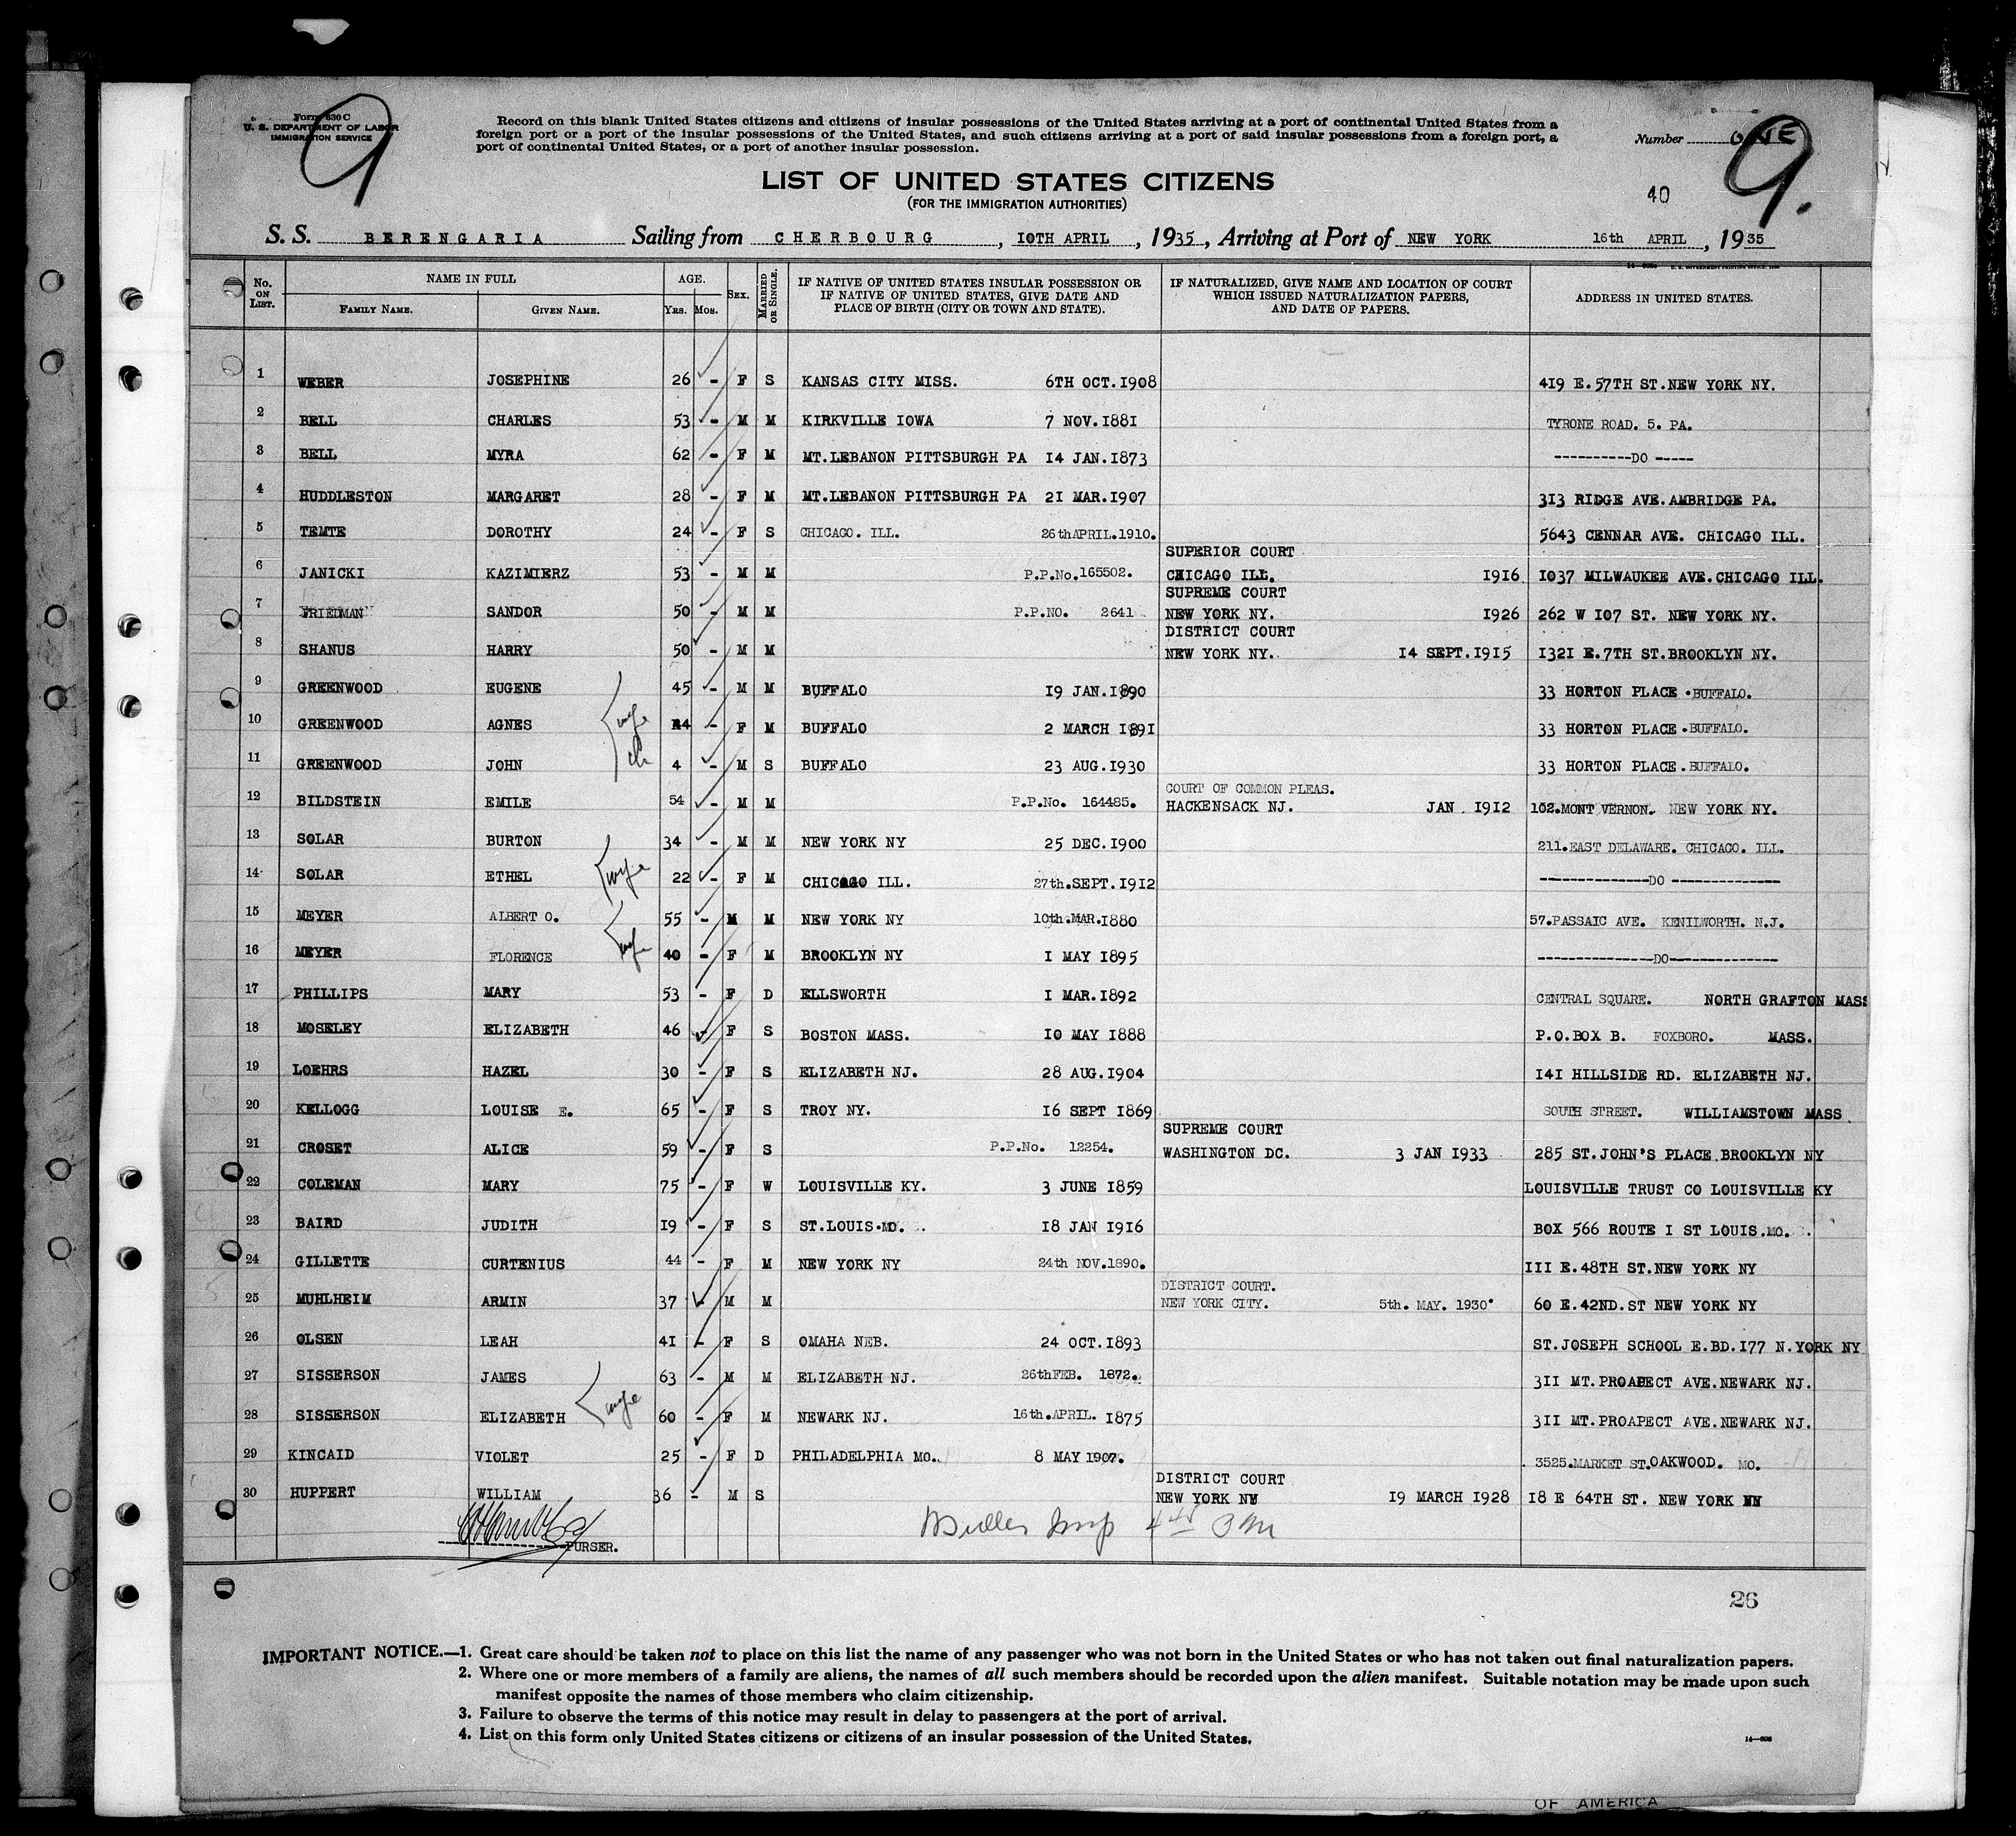 9
Form 630 C
U. S. DEPARTMENT OF LABOR
IMMIGRATION SERVICE
Record on this blank United States citizens and citizens of insular possessions of the United States arriving at a port of continental United States from a
foreign port or a port of the insular possessions of the United States, and such citizens arriving at a port of said insular possessions from a foreign port, a
port of continental United States, or a port of another insular possession.
Number ONE
9.
LIST OF UNITED STATES CITIZENS
(FOR THE IMMIGRATION AUTHORITIES)
40
S. S. BERENGARIA Sailing from CHERBOURG, 10TH APRIL, 1935, Arriving at Port of NEW YORK 16th APRIL, 1935
No. ON LIST. NAME IN FULL FAMILY NAME. GIVEN NAME. AGE. YRS. MOS. SEX. MARRIED OR SINGLE. IF NATIVE OF UNITED STATES INSULAR POSSESSION OR IF NATIVE OF UNITED STATES, GIVE DATE AND PLACE OF BIRTH (CITY OR TOWN AND STATE). IF NATURALIZED, GIVE NAME AND LOCATION OF COURT WHICH ISSUED NATURALIZATION PAPERS, AND DATE OF PAPERS. ADDRESS IN UNITED STATES.
1 WEBER JOSEPHINE 26 - F S KANSAS CITY MISS. 6TH OCT.1908 419 E.57TH ST.NEW YORK NY.
2 BELL CHARLES 53 - M M KIRKVILLE IOWA 7 NOV.1881 TYRONE ROAD. 5. PA.
3 BELL MYRA 62 - F M MT.LEBANON PITTSBURGH PA 14 JAN.1873 ----------DO -----
4 HUDDLESTON MARGARET 28 - F M MT.LEBANON PITTSBURGH PA 21 MAR.1907 313 RIDGE AVE.AMBRIDGE PA.
5 TEMTE DOROTHY 24 - F S CHICAGO. ILL. 26thAPRIL.1910. 5643 CENNAR AVE. CHICAGO ILL.
SUPERIOR COURT
6 JANICKI KAZIMIERZ 53 - M M P.P.No.165502. CHICAGO ILL. 1916 1037 MILWAUKEE AVE.CHICAGO ILL.
SUPREME COURT
7 FRIEDMAN SANDOR 50 - M M P.P.NO. 2641 NEW YORK NY. 1926 262 W 107 ST. NEW YORK NY.
DISTRICT COURT
8 SHANUS HARRY 50 - M M NEW YORK NY. 14 SEPT.1915 1321 E.7TH ST.BROOKLYN NY.
9 GREENWOOD EUGENE 45 - M M BUFFALO 19 JAN.1890 33 HORTON PLACE .BUFFALO.
10 GREENWOOD AGNES wife 44 - F M BUFFALO 2 MARCH 1891 33 HORTON PLACE .BUFFALO.
11 GREENWOOD JOHN ch 4 - M S BUFFALO 23 AUG.1930 33 HORTON PLACE .BUFFALO.
COURT OF COMMON PLEAS.
12 BILDSTEIN EMILE 54 - M M P.P.No. 164485. HACKENSACK NJ. JAN . 1912 102.MONT VERNON. NEW YORK NY.
13 SOLAR BURTON 34 - M M NEW YORK NY 25 DEC.1900 211.EAST DELAWARE. CHICAGO. ILL.
14 SOLAR ETHEL wife 22 - F M CHICAGO ILL. 27th.SEPT.1912 ---------------DO --------------
15 MEYER ALBERT O. 55 - M M NEW YORK NY 10th.MAR.1880 57.PASSAIC AVE. KENILWORTH. N.J.
16 MEYER FLORENCE wife 40 - F M BROOKLYN NY 1 MAY 1895 ----------------DO--------------
17 PHILLIPS MARY 53 - F D ELLSWORTH 1 MAR.1892 CENTRAL SQUARE. NORTH GRAFTON MASS
18 MOSELEY ELIZABETH 46 - F S BOSTON MASS. 10 MAY 1888 P.O.BOX B. FOXBORO. MASS.
19 LOEHRS HAZEL 30 - F S ELIZABETH NJ. 28 AUG.1904 141 HILLSIDE RD. ELIZABETH NJ.
20 KELLOGG LOUISE E. 65 - F S TROY NY. 16 SEPT 1869 SOUTH STREET. WILLIAMSTOWN MASS.
SUPREME COURT
21 CROSET ALICE 59 - F S P.P.No. 12254. WASHINGTON DC. 3 JAN 1933 285 ST.JOHN'S PLACE.BROOKLYN NY
22 COLEMAN MARY 75 - F W LOUISVILLE KY. 3 JUNE 1859 LOUISVILLE TRUST CO LOUISVILLE KY
23 BAIRD JUDITH 19 - F S ST.LOUIS.MO. 18 JAN 1916 BOX 566 ROUTE 1 ST LOUIS.MO.
24 GILLETTE CURTENIUS 44 - F M NEW YORK NY 24th NOV.1890. 111 E.48TH ST.NEW YORK NY
DISTRICT COURT.
25 MUHLHEIM ARMIN 37 - M M NEW YORK CITY. 5th. MAY. 1930 60 E.42ND.ST NEW YORK NY
26 OLSEN LEAH 41 - F S OMAHA NEB. 24 OCT.1893 ST.JOSEPH SCHOOL E.BD.177 N.YORK NY
27 SISSERSON JAMES 63 - M M ELIZABETH NJ. 26thFEB. 1872. 311 MT.PROAPECT AVE.NEWARK NJ.
28 SISSERSON ELIZABETH wife 60 - F M NEWARK NJ. 16th.APRIL. 1875 311 MT.PROAPECT AVE.NEWARK NJ.
29 KINCAID VIOLET 25 - F D PHILADELPHIA MO. 8 MAY 1907. 3525.MARKET ST.OAKWOOD. MO.
DISTRICT COURT
30 HUPPERT WILLIAM 36 - M S NEW YORK NY 19 MARCH 1928 18 E 64TH ST. NEW YORK NY
PURSER.
26
IMPORTANT NOTICE.—1. Great care should be taken not to place on this list the name of any passenger who was not born in the United States or who has not taken out final naturalization papers.
2. Where one or more members of a family are aliens, the names of all such members should be recorded upon the alien manifest. Suitable notation may be made upon such
manifest opposite the names of those members who claim citizenship.
3. Failure to observe the terms of this notice may result in delay to passengers at the port of arrival.
4. List on this form only United States citizens or citizens of an insular possession of the United States.
OF AMERICA